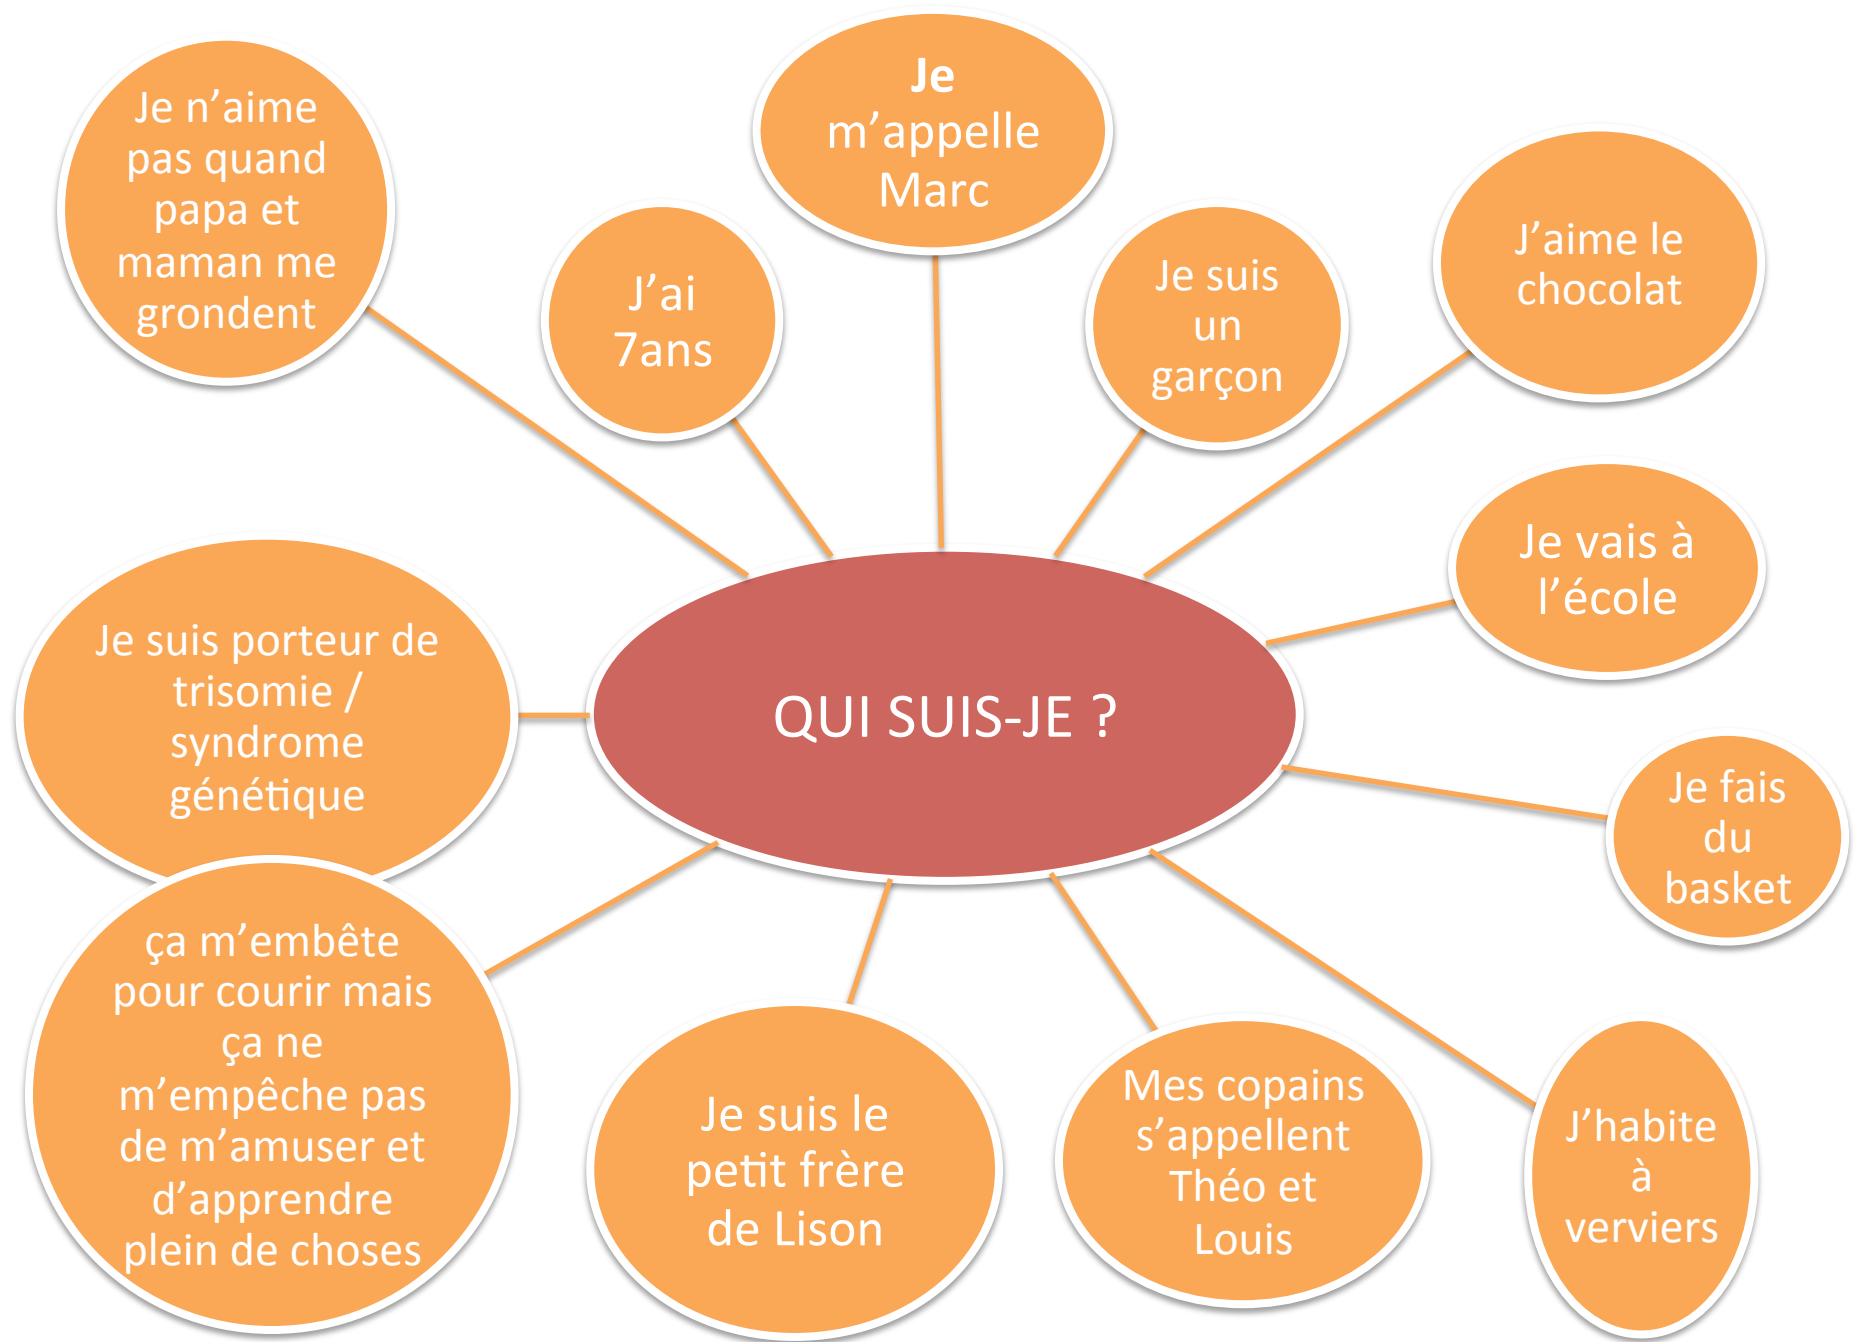 Je
m’appelle
Marc
Je n’aime
pas quand
papa et
maman me
grondent
J’ai
7ans
Je suis
un
garçon
J’aime le
chocolat
Je vais à
l’école
Je suis porteur de
trisomie /
syndrome
génétique
QUI SUIS-JE ?
Je fais
du
basket
ça m’embête
pour courir mais
ça ne
m’empêche pas
de m’amuser et
d’apprendre
plein de choses
Je suis le
petit frère
de Lison
Mes copains
s’appellent
Théo et
Louis
J’habite
à
verviers